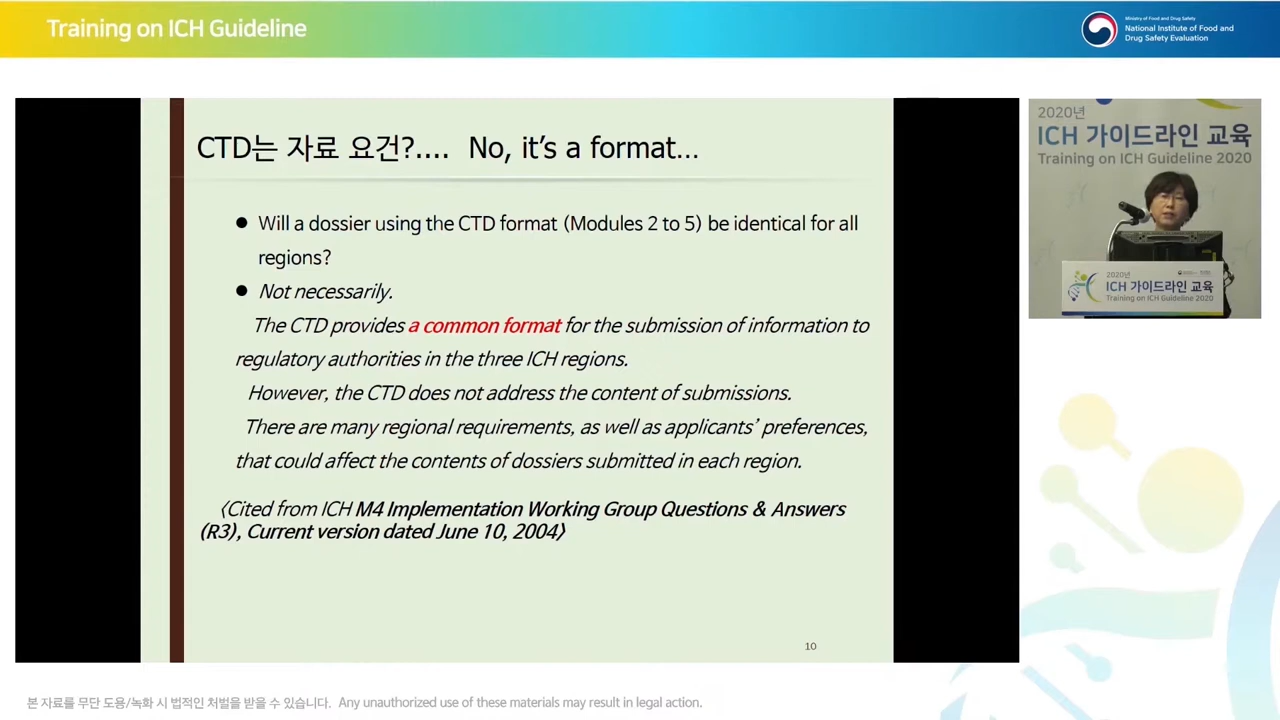 Training on ICH Guideline
Ministry of Food and Drug Safety
National Institute of Food and
Drug Safety Evaluation
CTD는 자료 요건?.... No, it's a format...
● Will a dossier using the CTD format (Modules 2 to 5) be identical for all
regions?
● Not necessarily.
The CTD provides a common format for the submission of information to
regulatory authorities in the three ICH regions.
However, the CTD does not address the content of submissions.
There are many regional requirements, as well as applicants' preferences,
that could affect the contents of dossiers submitted in each region.
〈Cited from ICH M4 Implementation Working Group Questions & Answers
(R3), Current version dated June 10, 2004〉
10
2020년
ICH 가이드라인 교육
Training on ICH Guideline 2020
2020년
ICH 가이드라인 교육
Training on ICH Guideline 2020
본 자료를 무단 도용/녹화 시 법적인 처벌을 받을 수 있습니다. Any unauthorized use of these materials may result in legal action.